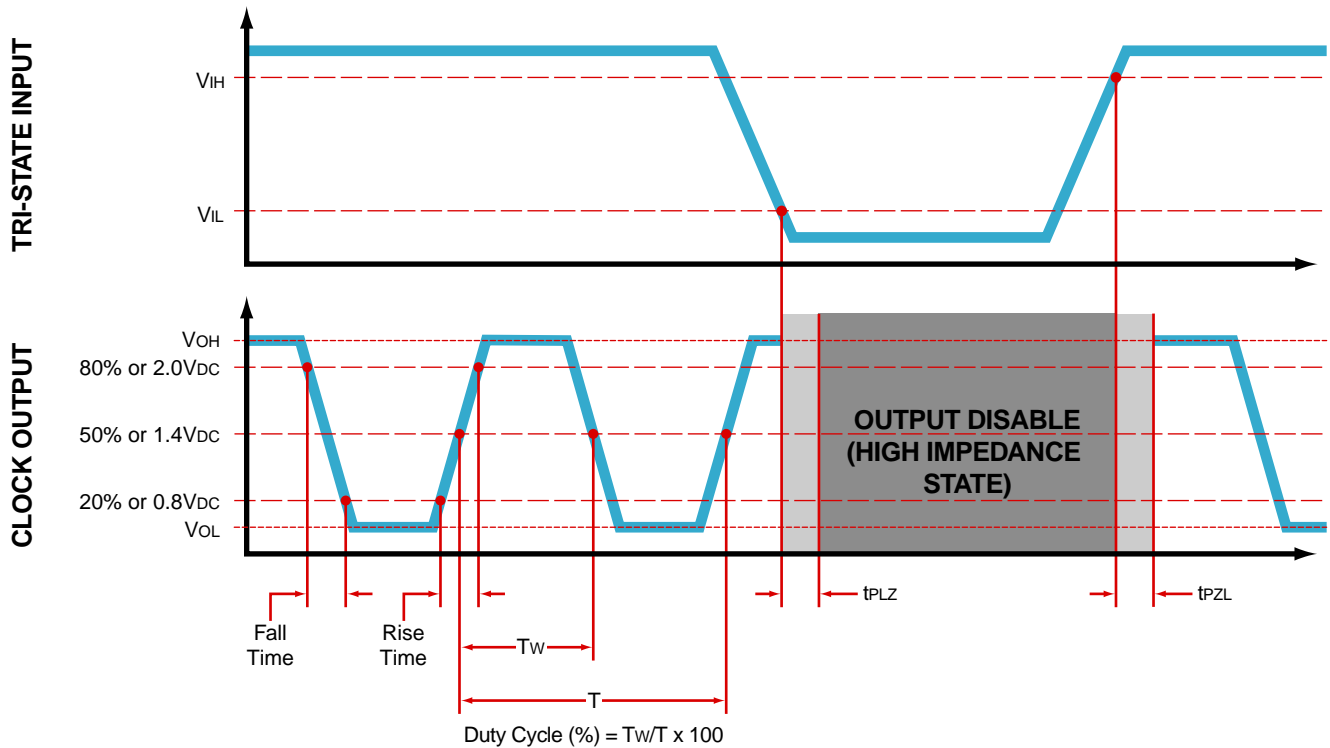 TRI-STATE INPUT
VIH
VIL
CLOCK OUTPUT
VOH
80% or 2.0VDC
50% or 1.4VDC
20% or 0.8VDC
VOL
OUTPUT DISABLE
(HIGH IMPEDANCE
STATE)
tPLZ
tPZL
Fall
Time
Rise
Time
TW
T
Duty Cycle (%) = TW/T x 100